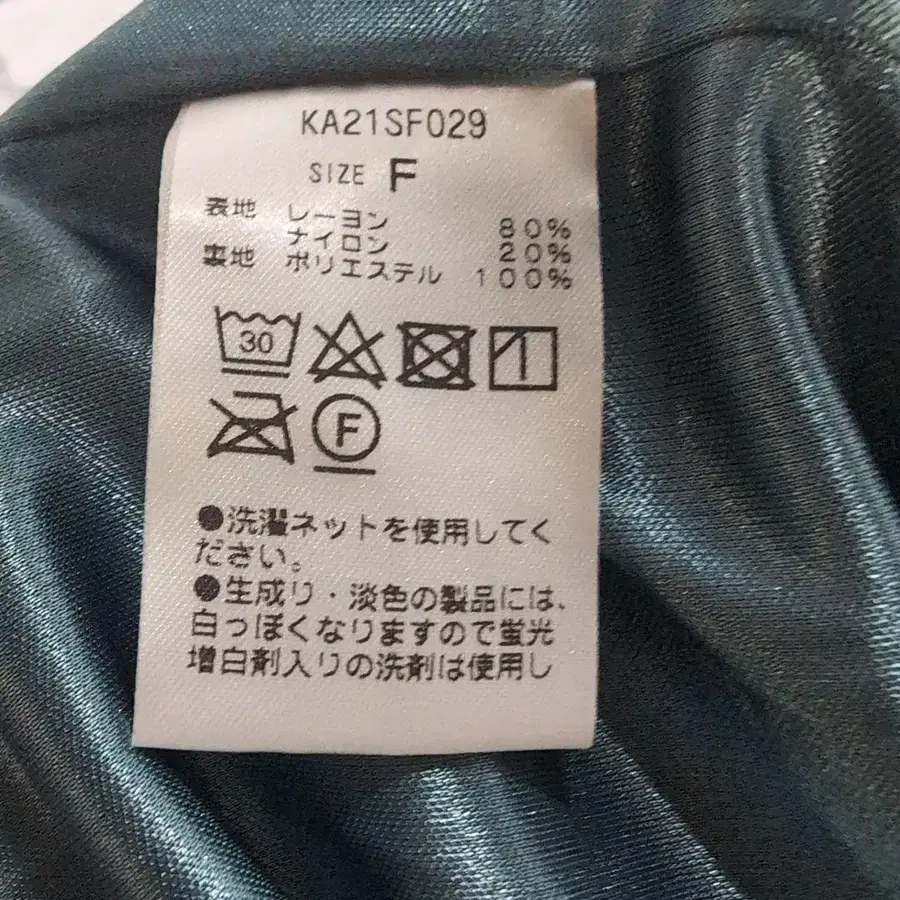 KA21SF029
SIZE F
表地 レーヨン 80%
ナイロン 20%
裏地 ポリエステル 100%
30
F
●洗濯ネットを使用してく
ださい。
●生成り・淡色の製品には、
白っぽくなりますので蛍光
増白剤入りの洗剤は使用し